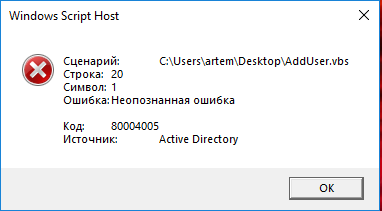 Windows Script Host
Сценарий: C:\Users\artem\Desktop\AddUser.vbs
Строка: 20
Символ: 1
Ошибка: Неопознанная ошибка
Код: 80004005
Источник: Active Directory
OK